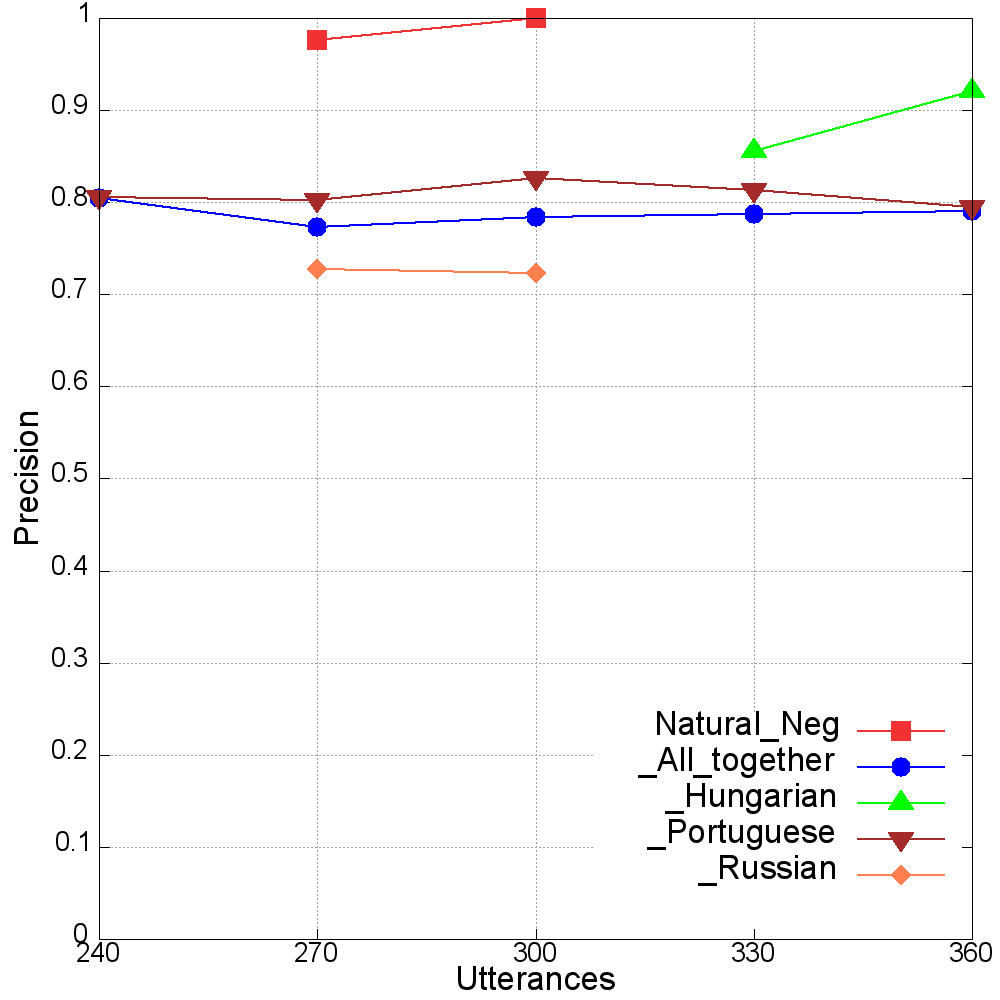 1
0.9
0.8
0.7
0.6
0.5
0.4
0.3
0.2
0.1
0
Precision
Natural_Neg
_All_together
_Hungarian
_Portuguese
_Russian
240 270 300 330 360
Utterances